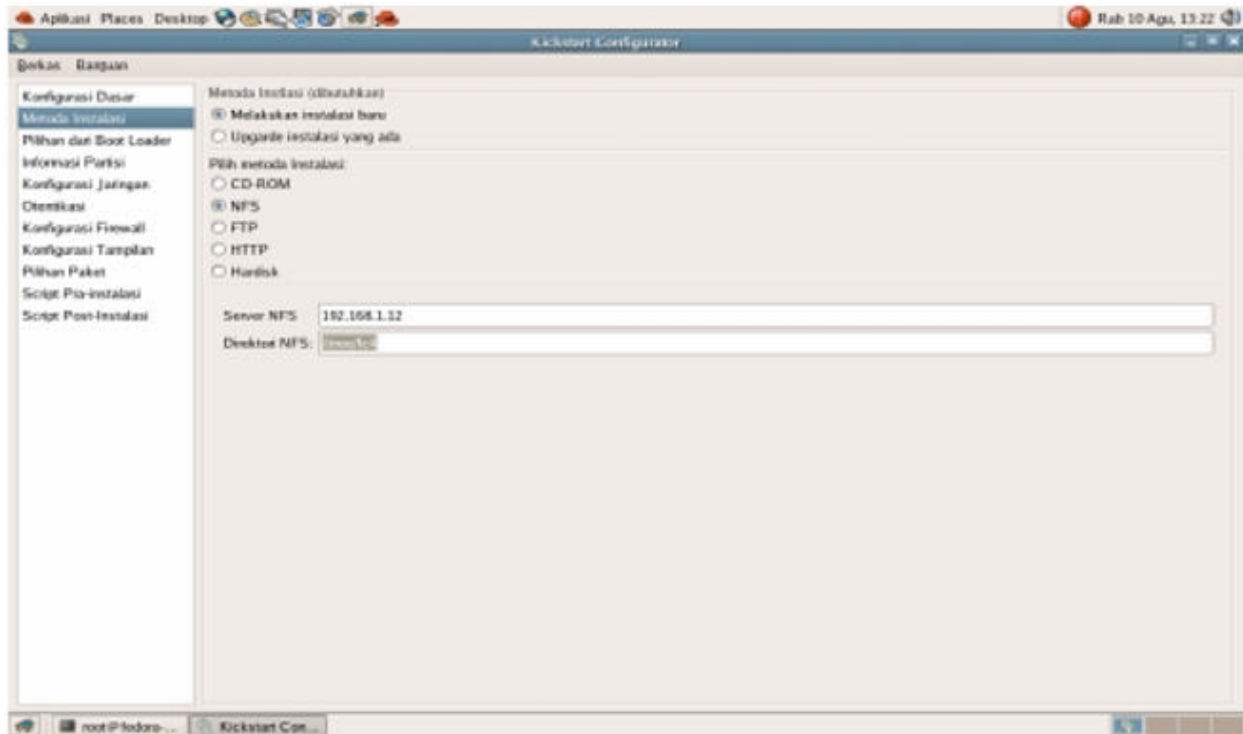 Aplikasi Places Desktop
Rab 10 Agu, 13:22
Kickstart Configurator
Berkas Bantuan
Konfigurasi Dasar
Metoda Instalasi
Pilihan dari Boot Loader
Informasi Partisi
Konfigurasi Jaringan
Otentikasi
Konfigurasi Firewall
Konfigurasi Tampilan
Pilihan Paket
Script Pra-instalasi
Script Post-Instalasi
Metoda (dibutuhkan)
Melakukan instalasi baru
Upgarde instalasi yang ada
Pilih metoda Instalasi:
CD-ROM
NFS
FTP
HTTP
Hardisk
Server NFS 192.168.1.12
Direktori NFS:
root@fedora-...
Kickstart Con...